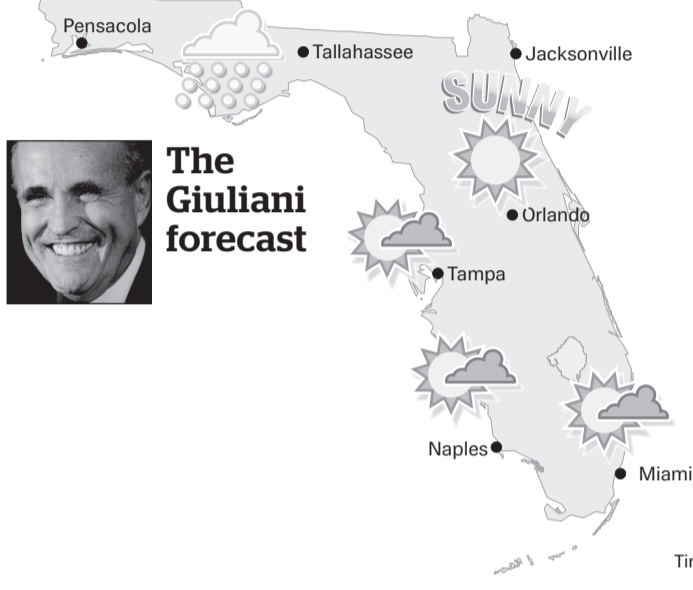 Pensacola
Tallahassee
Jacksonville
SUNNY
The
Giuliani
forecast
Orlando
Tampa
Naples
Miami